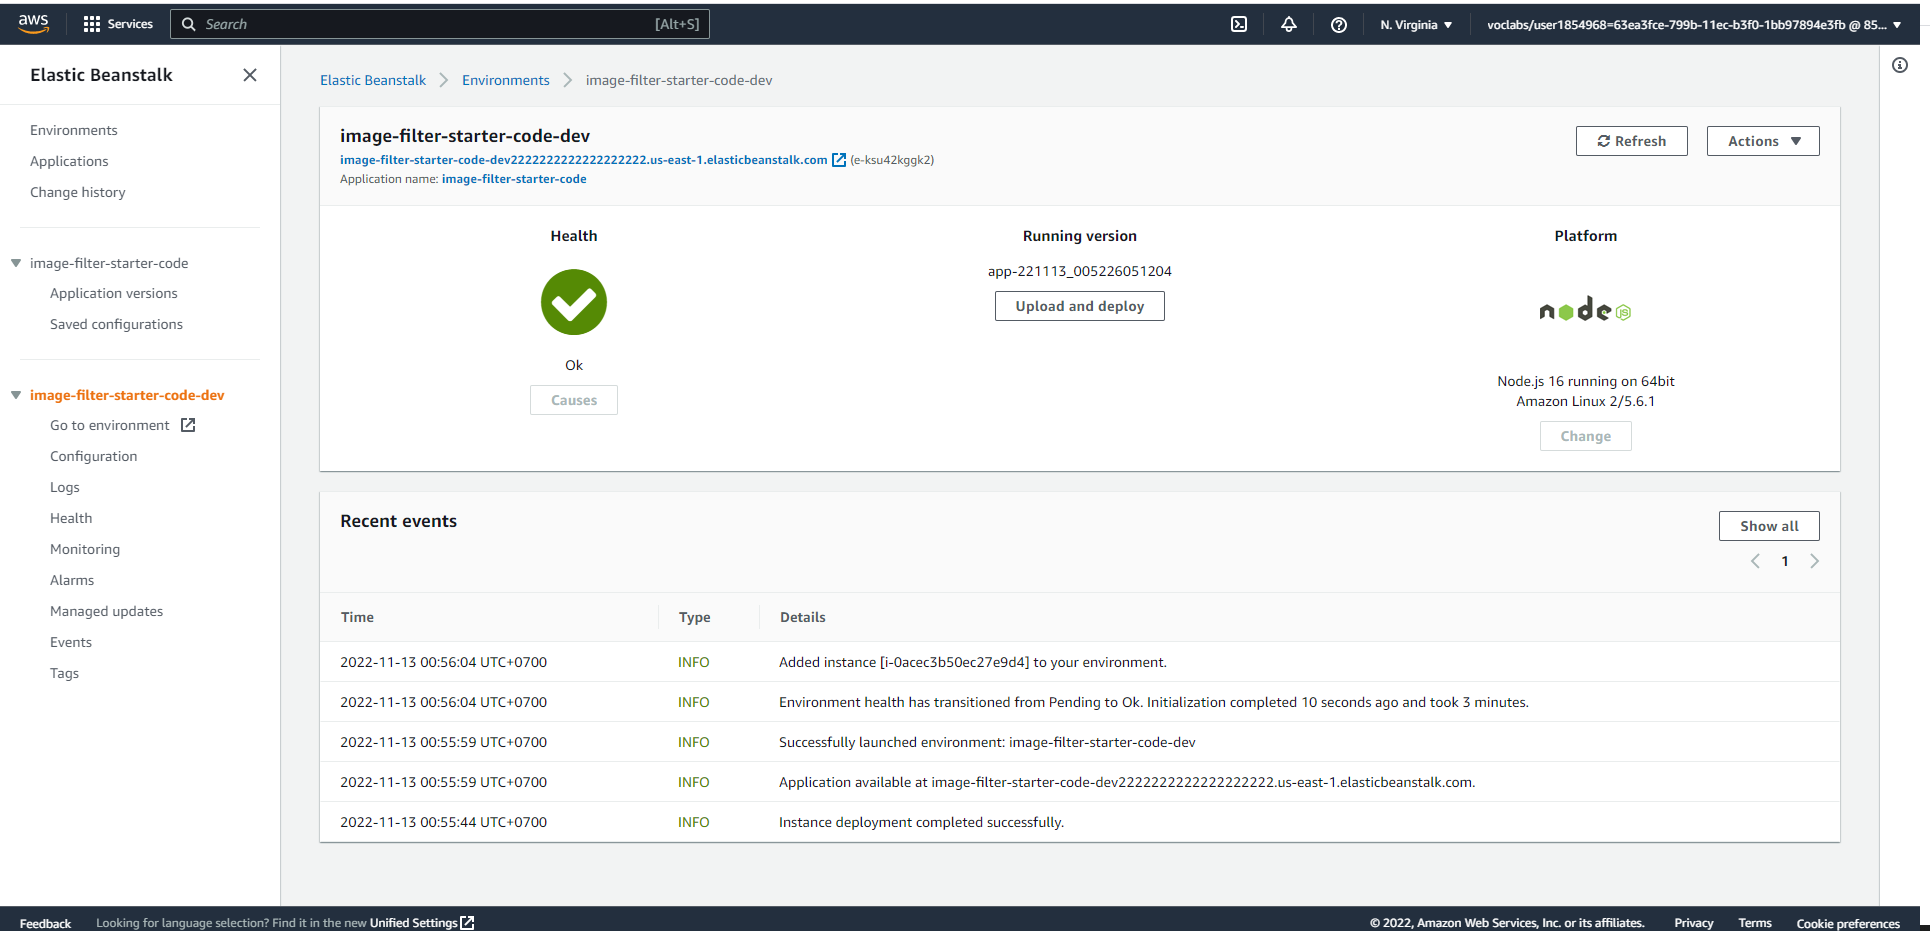 aws
Services
Search
[Alt+S]
N. Virginia
voclabs/user1854968=63ea3fce-799b-11ec-b3f0-1bb97894e3fb @ 85...
Elastic Beanstalk
Environments
Applications
Change history
image-filter-starter-code
Application versions
Saved configurations
image-filter-starter-code-dev
Go to environment
Configuration
Logs
Health
Monitoring
Alarms
Managed updates
Events
Tags
Elastic Beanstalk
Environments
image-filter-starter-code-dev
image-filter-starter-code-dev
image-filter-starter-code-dev2222222222222222222.us-east-1.elasticbeanstalk.com (e-ksu42kggk2)
Application name: image-filter-starter-code
Refresh
Actions
Health
Ok
Causes
Running version
app-221113_005226051204
Upload and deploy
Platform
node JS
Node.js 16 running on 64bit
Amazon Linux 2/5.6.1
Change
Recent events
Show all
1
Time Type Details
2022-11-13 00:56:04 UTC+0700 INFO Added instance [i-0acec3b50ec27e9d4] to your environment.
2022-11-13 00:56:04 UTC+0700 INFO Environment health has transitioned from Pending to Ok. Initialization completed 10 seconds ago and took 3 minutes.
2022-11-13 00:55:59 UTC+0700 INFO Successfully launched environment: image-filter-starter-code-dev
2022-11-13 00:55:59 UTC+0700 INFO Application available at image-filter-starter-code-dev2222222222222222222.us-east-1.elasticbeanstalk.com.
2022-11-13 00:55:44 UTC+0700 INFO Instance deployment completed successfully.
Feedback
Looking for language selection? Find it in the new Unified Settings
© 2022, Amazon Web Services, Inc. or its affiliates.
Privacy
Terms
Cookie preferences